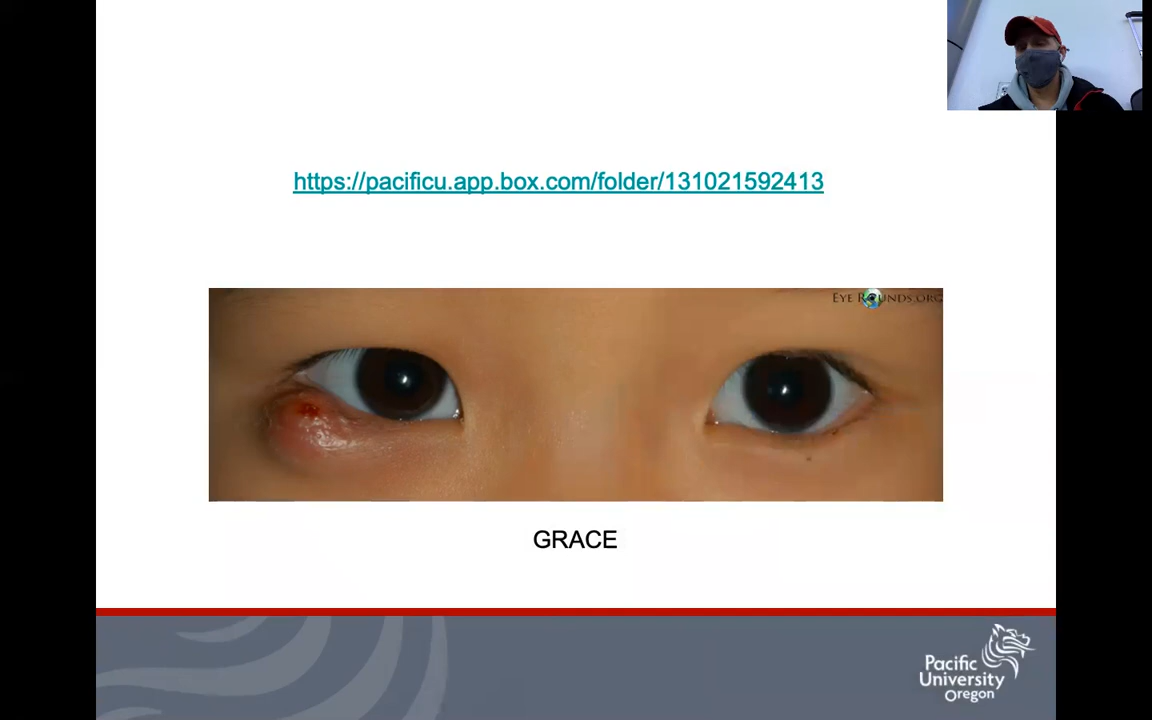 https://pacificu.app.box.com/folder/131021592413
EYE ROUNDS.ORG
GRACE
Pacific
University
Oregon